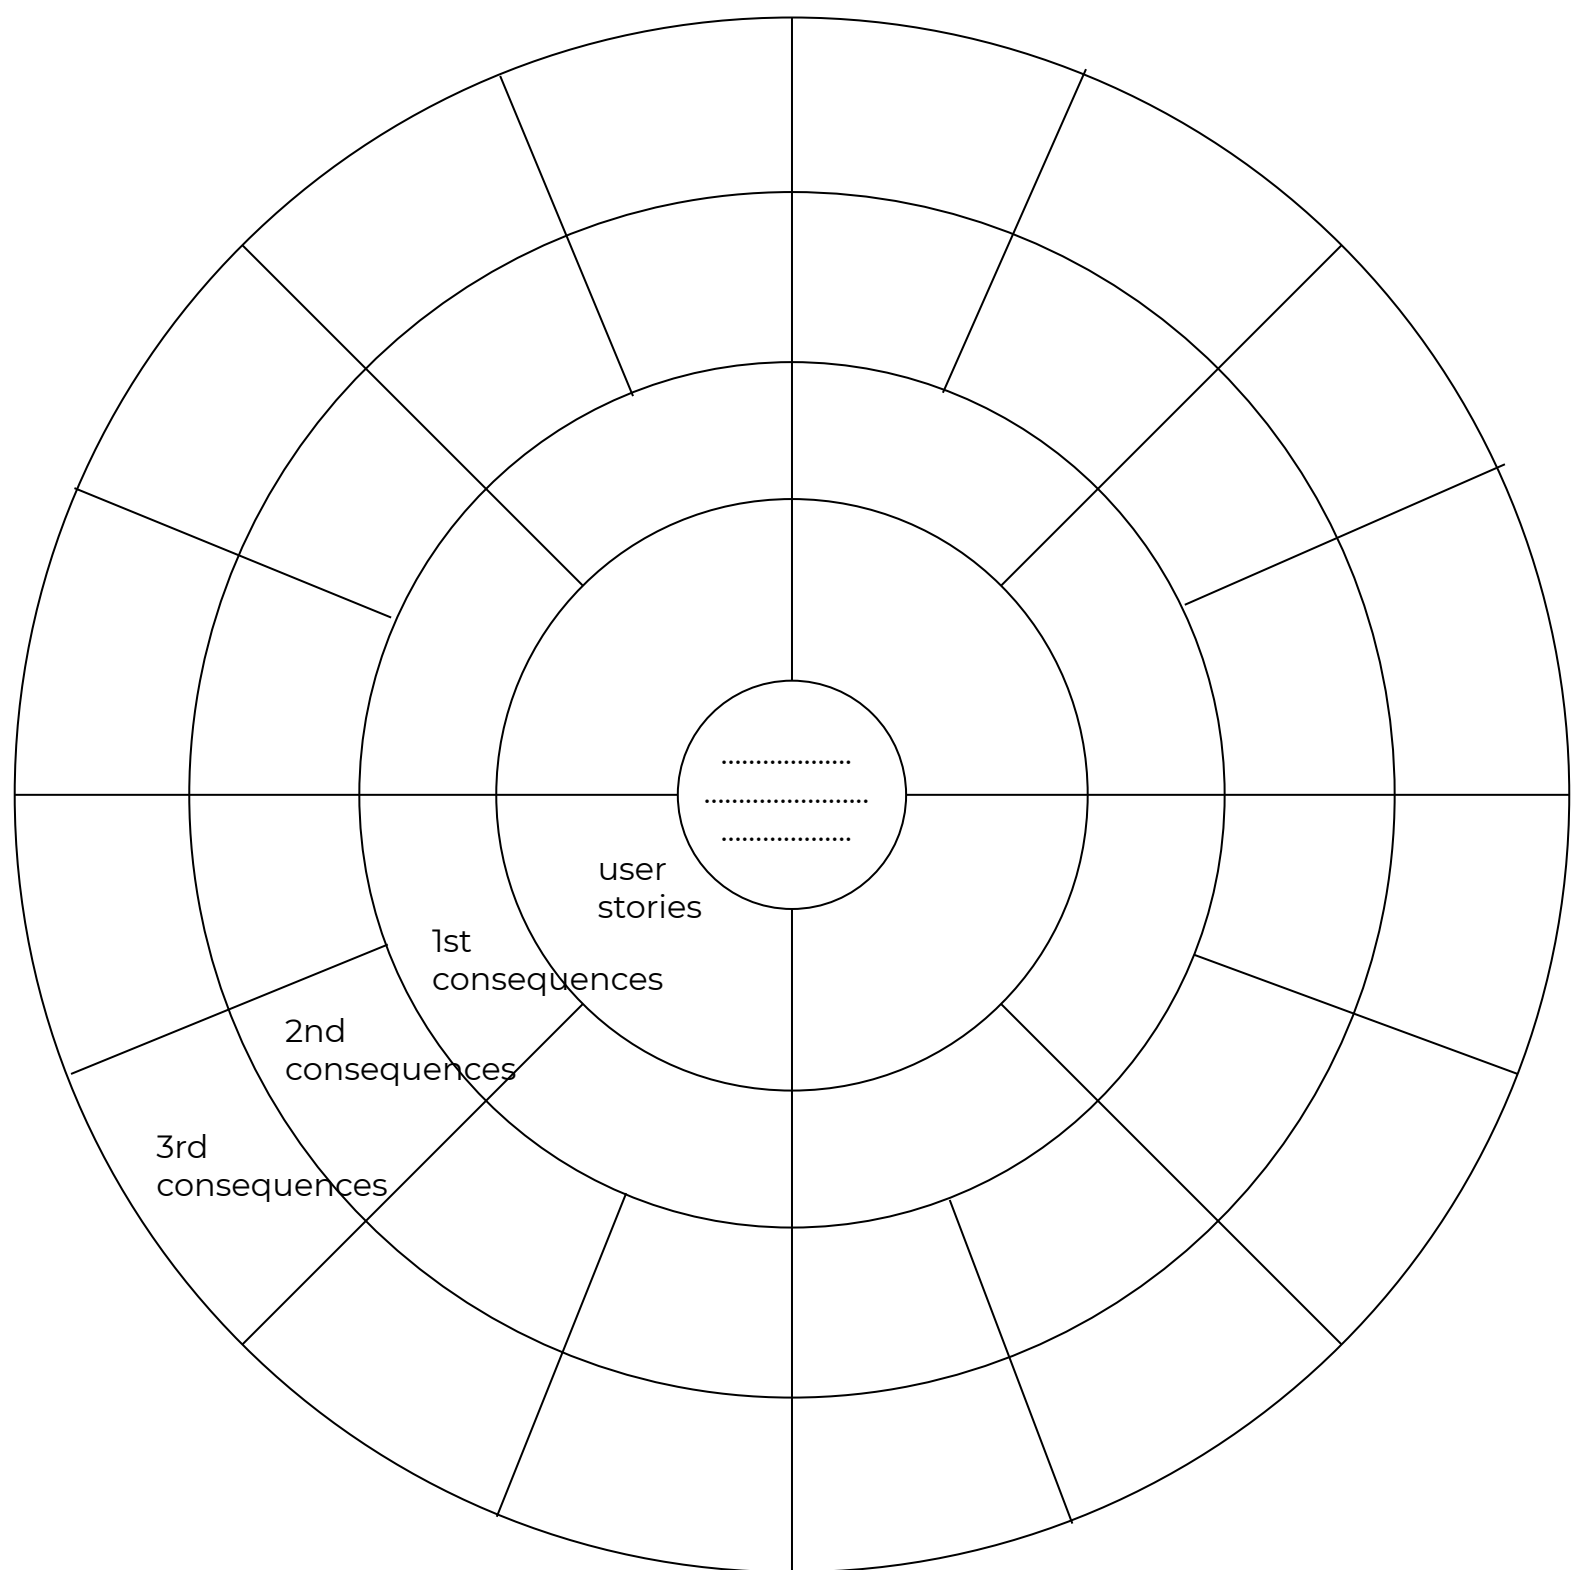 ...................
........................
...................
user
stories
1st
consequences
2nd
consequences
3rd
consequences